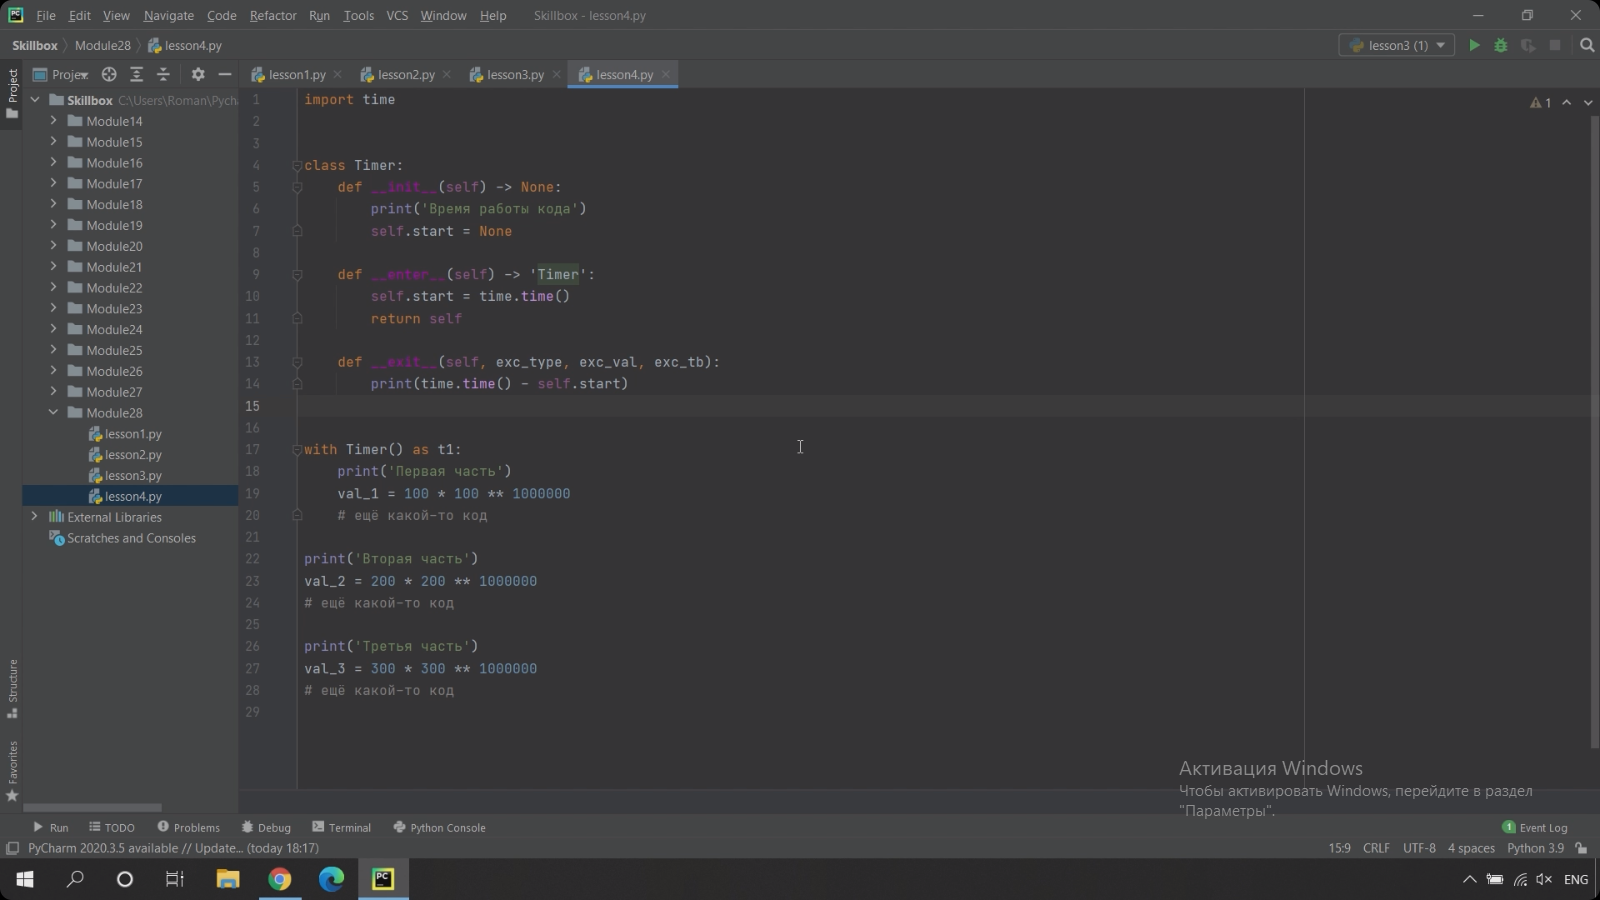 File Edit View Navigate Code Refactor Run Tools VCS Window Help Skillbox - lesson4.py
Skillbox Module28 lesson4.py lesson3 (1)
Project lesson1.py lesson2.py lesson3.py lesson4.py
Project
Skillbox C:\Users\Roman\Pycha
Module14
Module15
Module16
Module17
Module18
Module19
Module20
Module21
Module22
Module23
Module24
Module25
Module26
Module27
Module28
lesson1.py
lesson2.py
lesson3.py
lesson4.py
External Libraries
Scratches and Consoles
Structure
Favorites
1 import time
2
3
4 class Timer:
5 def __init__(self) -> None:
6 print('Время работы кода')
7 self.start = None
8
9 def __enter__(self) -> 'Timer':
10 self.start = time.time()
11 return self
12
13 def __exit__(self, exc_type, exc_val, exc_tb):
14 print(time.time() - self.start)
15
16
17 with Timer() as t1:
18 print('Первая часть')
19 val_1 = 100 * 100 ** 1000000
20 # ещё какой-то код
21
22 print('Вторая часть')
23 val_2 = 200 * 200 ** 1000000
24 # ещё какой-то код
25
26 print('Третья часть')
27 val_3 = 300 * 300 ** 1000000
28 # ещё какой-то код
29
1
Активация Windows
Чтобы активировать Windows, перейдите в раздел
"Параметры".
Run TODO Problems Debug Terminal Python Console 1 Event Log
PyCharm 2020.3.5 available // Update... (today 18:17) 15:9 CRLF UTF-8 4 spaces Python 3.9
PC ENG